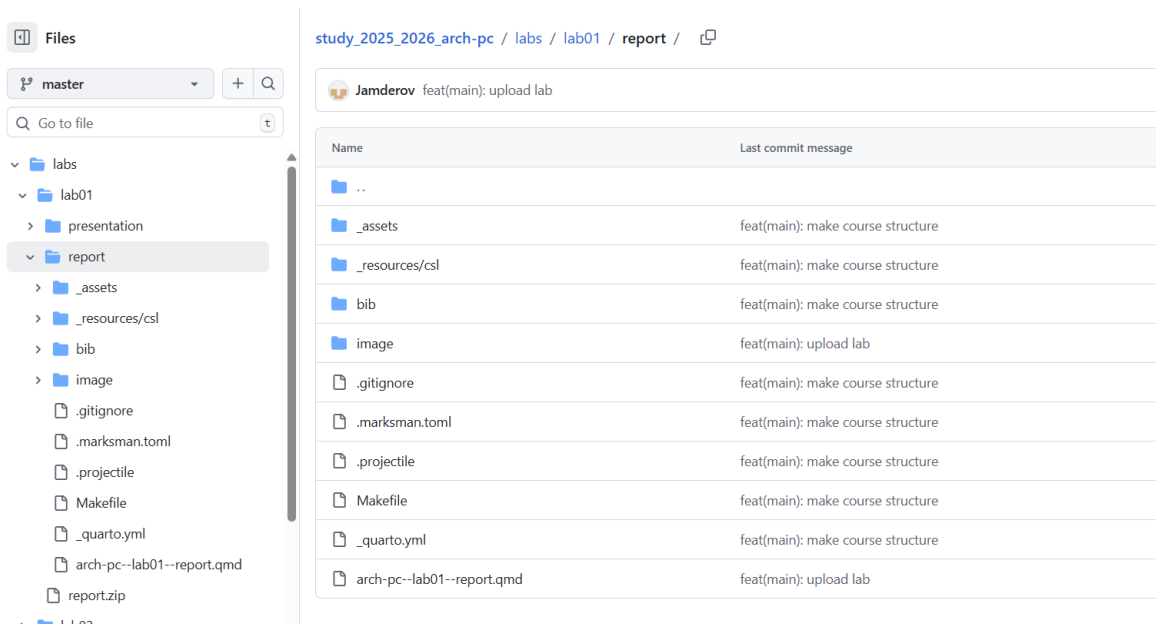 Files
master
Go to file
t
labs
lab01
presentation
report
_assets
_resources/csl
bib
image
.gitignore
.marksman.toml
.projectile
Makefile
_quarto.yml
arch-pc--lab01--report.qmd
report.zip
study_2025_2026_arch-pc / labs / lab01 / report /
Jamderov feat(main): upload lab
Name Last commit message
..
_assets feat(main): make course structure
_resources/csl feat(main): make course structure
bib feat(main): make course structure
image feat(main): upload lab
.gitignore feat(main): make course structure
.marksman.toml feat(main): make course structure
.projectile feat(main): make course structure
Makefile feat(main): make course structure
_quarto.yml feat(main): make course structure
arch-pc--lab01--report.qmd feat(main): upload lab